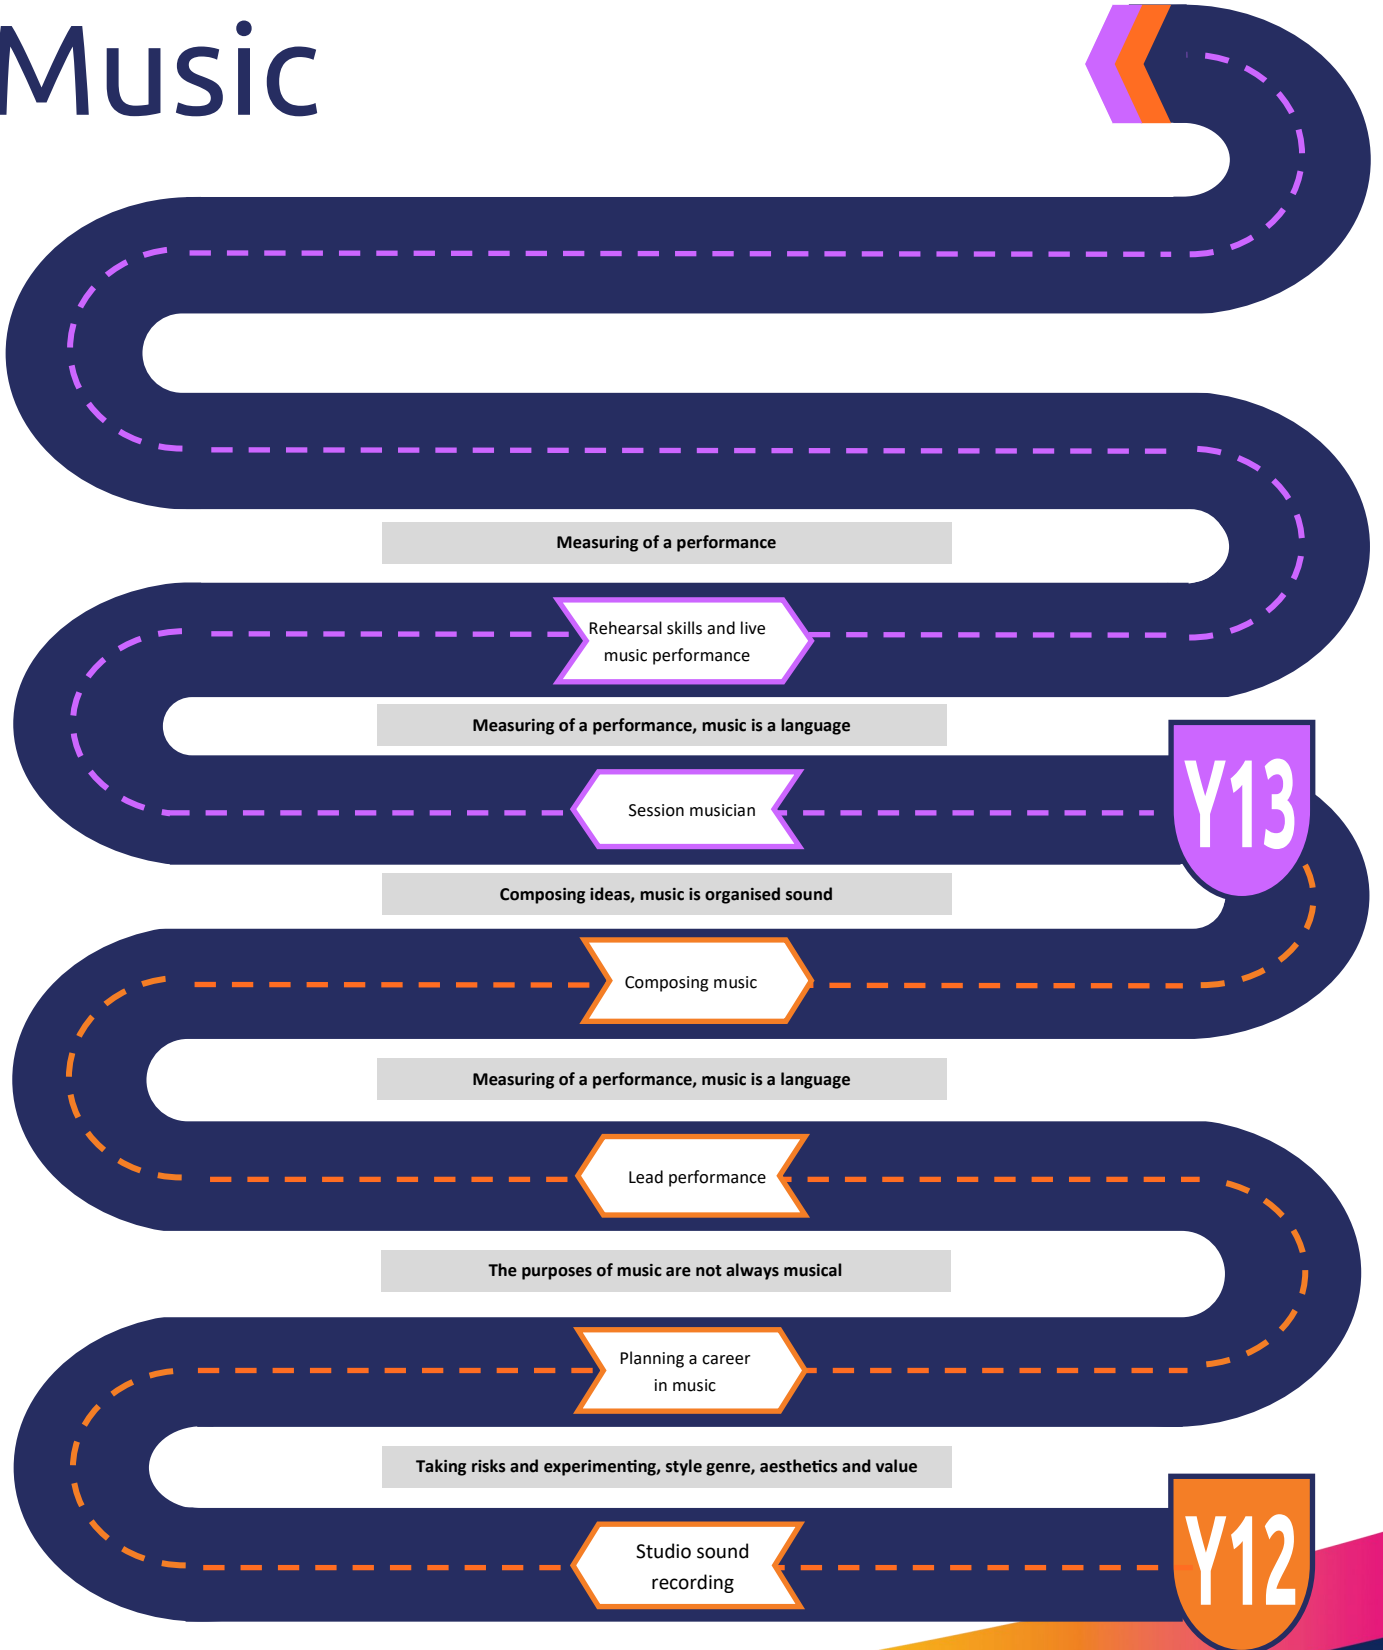 Music
Measuring of a performance
Rehearsal skills and live
music performance
Measuring of a performance, music is a language
Y13
Session musician
Composing ideas, music is organised sound
Composing music
Measuring of a performance, music is a language
Lead performance
The purposes of music are not always musical
Planning a career
in music
Taking risks and experimenting, style genre, aesthetics and value
Y12
Studio sound
recording